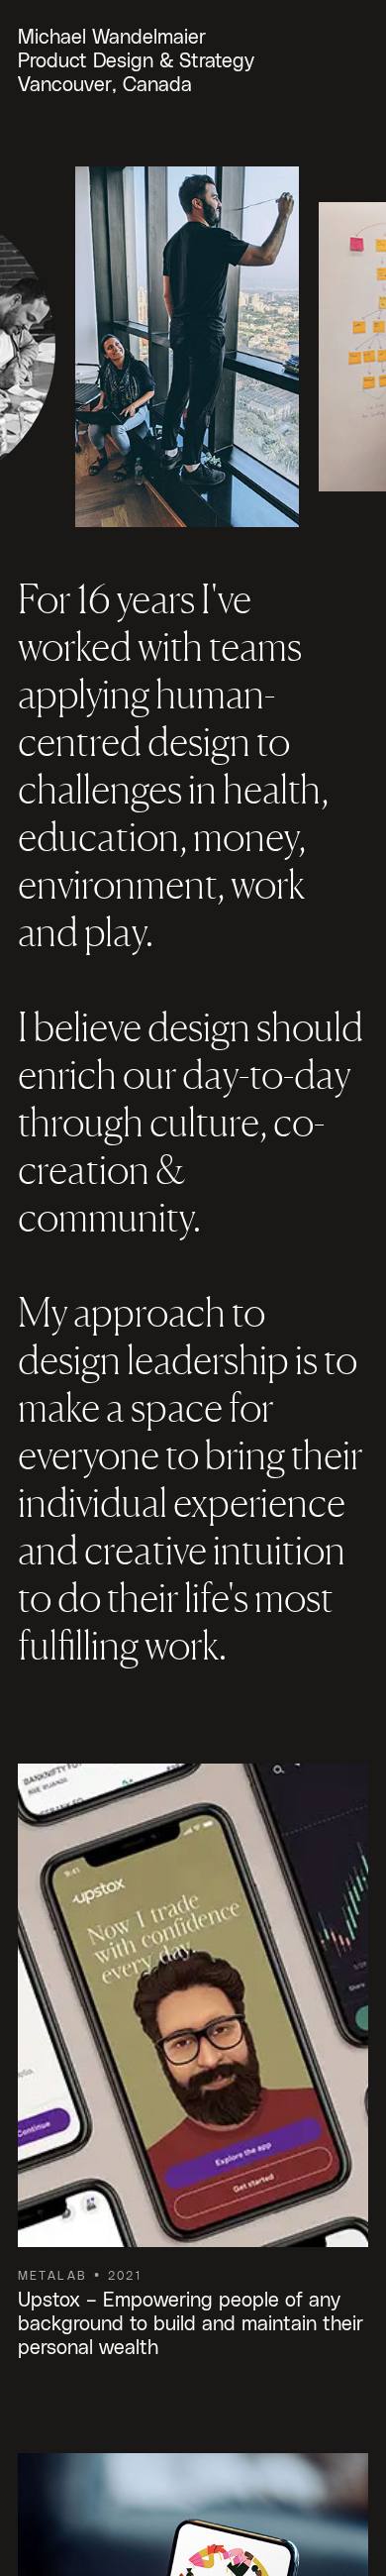 Michael Wandelmaier
Product Design & Strategy
Vancouver, Canada
For 16 years I've
worked with teams
applying human-
centred design to
challenges in health,
education, money,
environment, work
and play.
I believe design should
enrich our day-to-day
through culture, co-
creation &
community.
My approach to
design leadership is to
make a space for
everyone to bring their
individual experience
and creative intuition
to do their life's most
fulfilling work.
9:41
upstox
Now I trade
with confidence
every day.
Share
Continue
Explore the app
Get started
METALAB • 2021
Upstox – Empowering people of any
background to build and maintain their
personal wealth